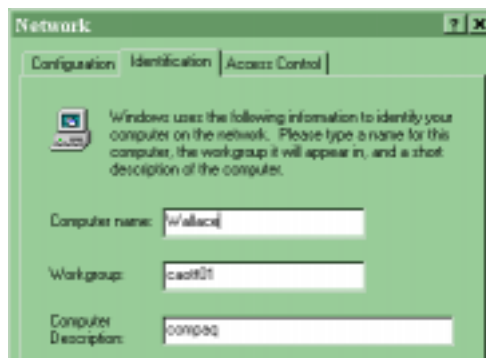 Network ? X
Configuration Identification Access Control
Windows uses the following information to identify your
computer on the network. Please type a name for this
computer, the workgroup it will appear in, and a short
description of the computer.
Computer name: Wallace
Workgroup:
Computer
Description: compaq